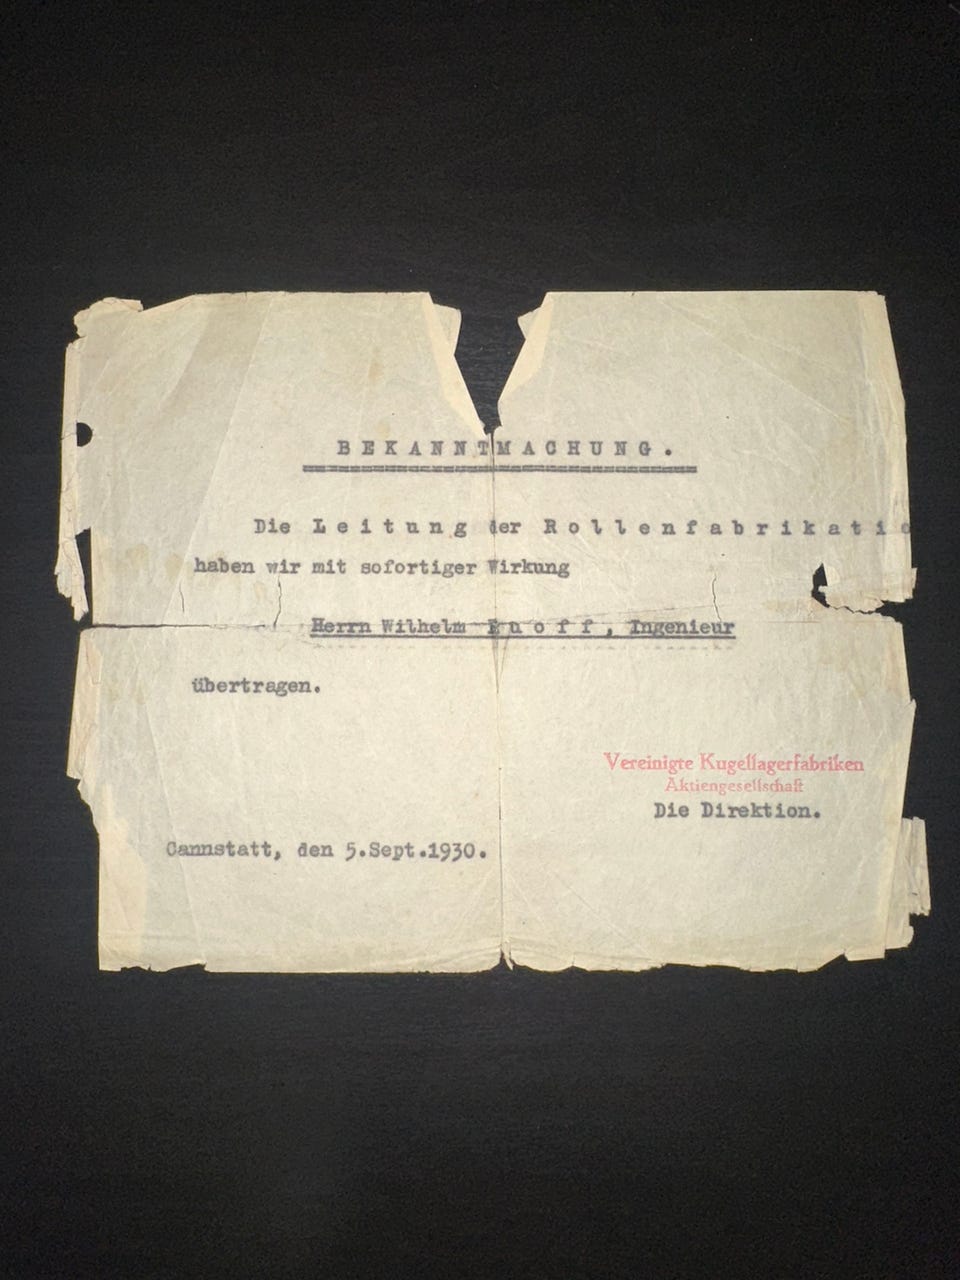 BEKANNTMACHUNG.
Die Leitung der Rollenfabrikatio
haben wir mit sofortiger Wirkung
Herrn Wilhelm Ruoff, Ingenieur
übertragen.
Vereinigte Kugellagerfabriken
Aktiengesellschaft
Die Direktion.
Cannstatt, den 5.Sept.1930.